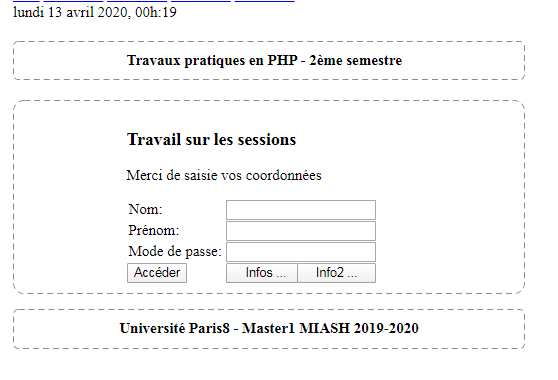 lundi 13 avril 2020, 00h:19
Travaux pratiques en PHP - 2ème semestre
Travail sur les sessions
Merci de saisie vos coordonnées
Nom:
Prénom:
Mode de passe:
Accéder Infos ... Info2 ...
Université Paris8 - Master1 MIASH 2019-2020